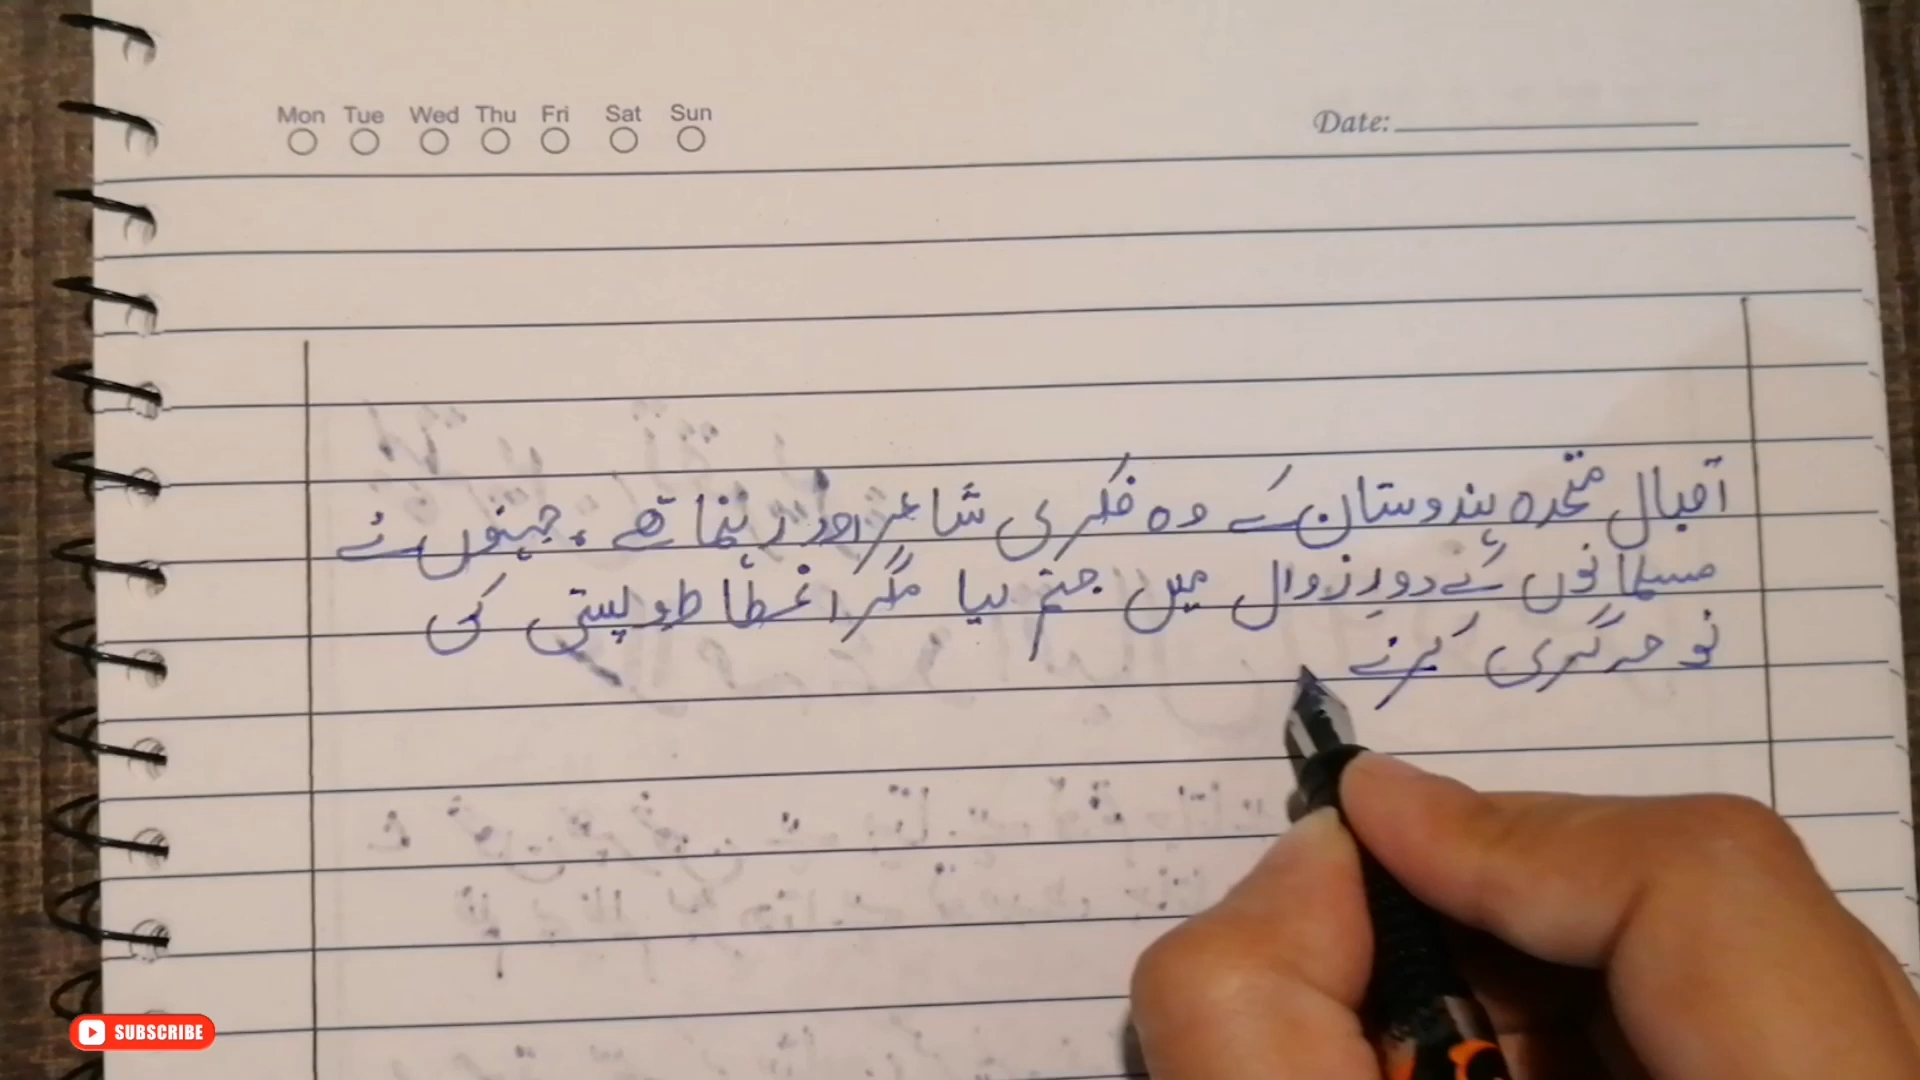 Mon Tue Wed Thu Fri Sat Sun
Date:
اقبال متحدہ ہندوستان کے وہ فکری شاعر اور رہنما تھے، جہنوں نے
مسلمانوں کے دورِ زوال میں جنم لیا مگر انحطاط و پستی کی
نوحہ گری کرنے
SUBSCRIBE